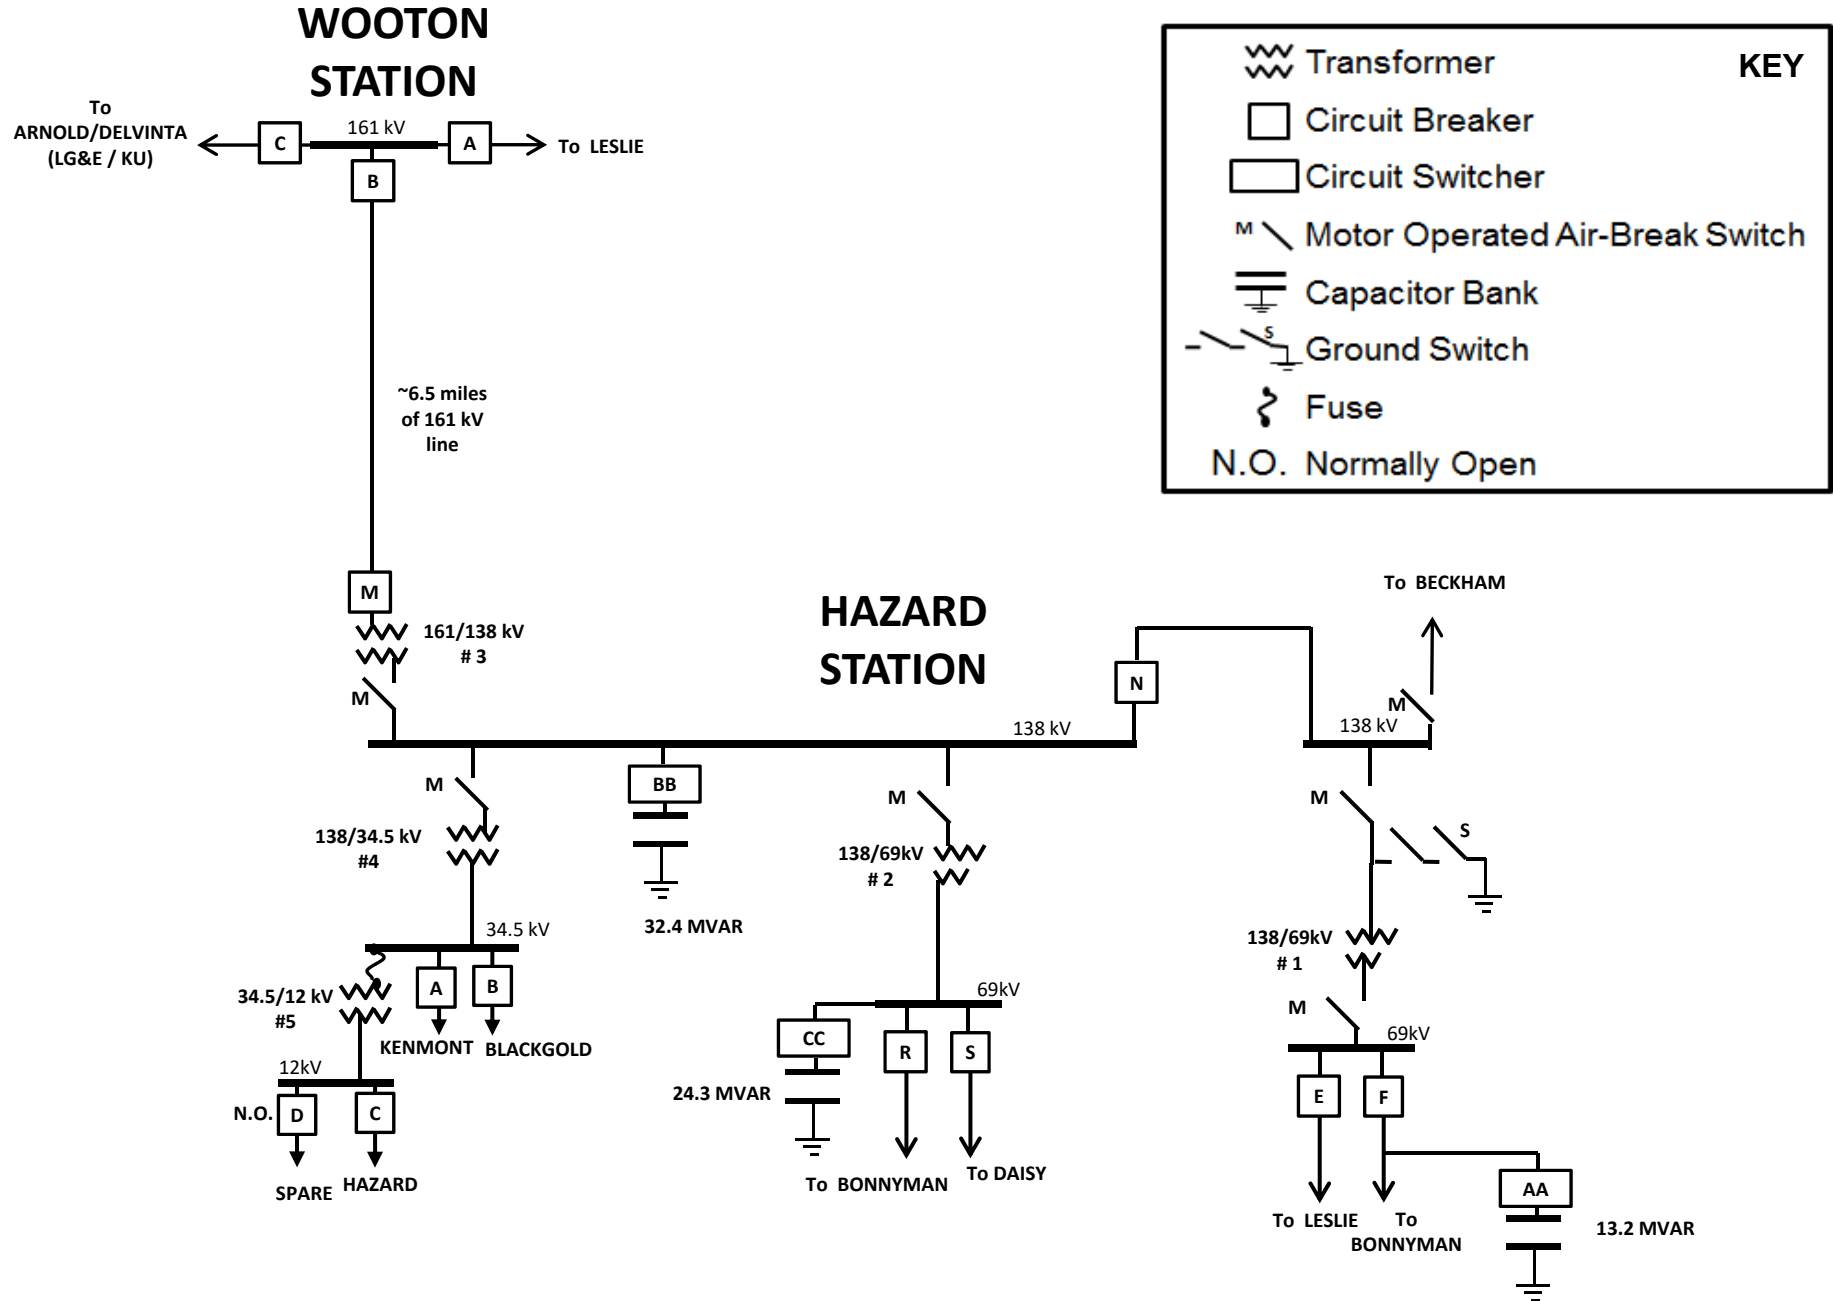 WOOTON
STATION
To
ARNOLD/DELVINTA
(LG&E / KU)
C
161 kV
A
To LESLIE
B
KEY
Transformer
Circuit Breaker
Circuit Switcher
M
Motor Operated Air-Break Switch
Capacitor Bank
S
Ground Switch
Fuse
N.O. Normally Open
~6.5 miles
of 161 kV
line
M
161/138 kV
# 3
M
HAZARD
STATION
To BECKHAM
N
M
138 kV
138 kV
M
138/34.5 kV
#4
BB
32.4 MVAR
M
138/69kV
# 2
M
S
138/69kV
# 1
M
34.5 kV
34.5/12 kV
#5
A
B
KENMONT
BLACKGOLD
12kV
N.O.
D
C
SPARE
HAZARD
69kV
CC
R
S
24.3 MVAR
To BONNYMAN
To DAISY
69kV
E
F
To LESLIE
To
BONNYMAN
AA
13.2 MVAR